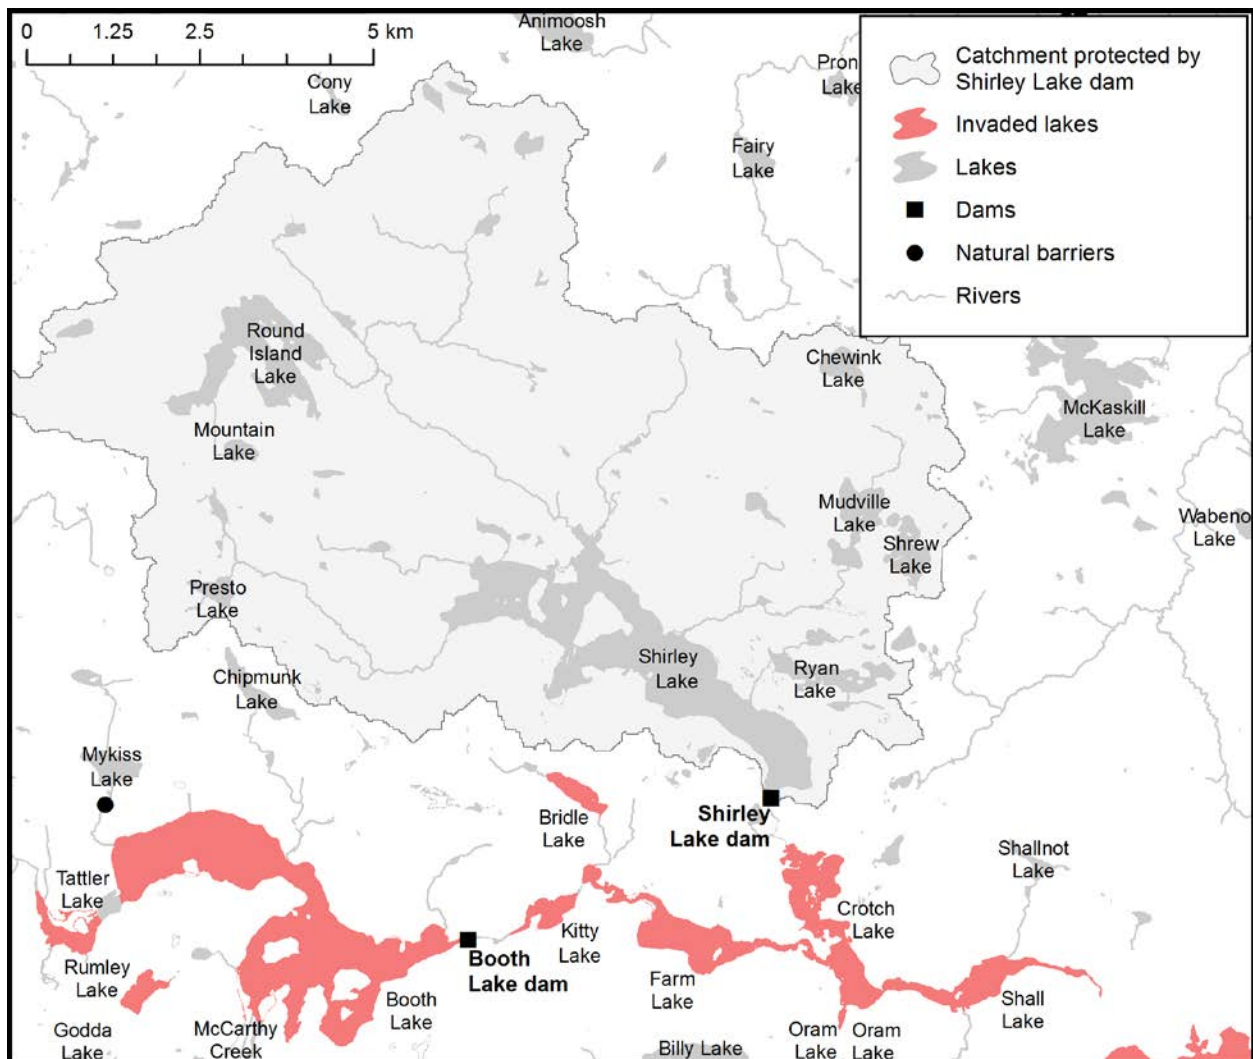 0 1.25 2.5 5 km
Animoosh
Lake
Cony
Lake
Pron
Lake
Fairy
Lake
Catchment protected by
Shirley Lake dam
Invaded lakes
Lakes
Dams
Natural barriers
Rivers
Round
Island
Lake
Chewink
Lake
McKaskill
Lake
Mountain
Lake
Mudville
Lake
Shrew
Lake
Wabeno
Lake
Presto
Lake
Shirley
Lake
Ryan
Lake
Chipmunk
Lake
Mykiss
Lake
Bridle
Lake
Shirley
Lake dam
Shallnot
Lake
Tattler
Lake
Crotch
Lake
Kitty
Lake
Booth
Lake dam
Rumley
Lake
Farm
Lake
Booth
Lake
Shall
Lake
Godda
Lake
McCarthy
Creek
Oram
Lake
Oram
Lake
Billy Lake